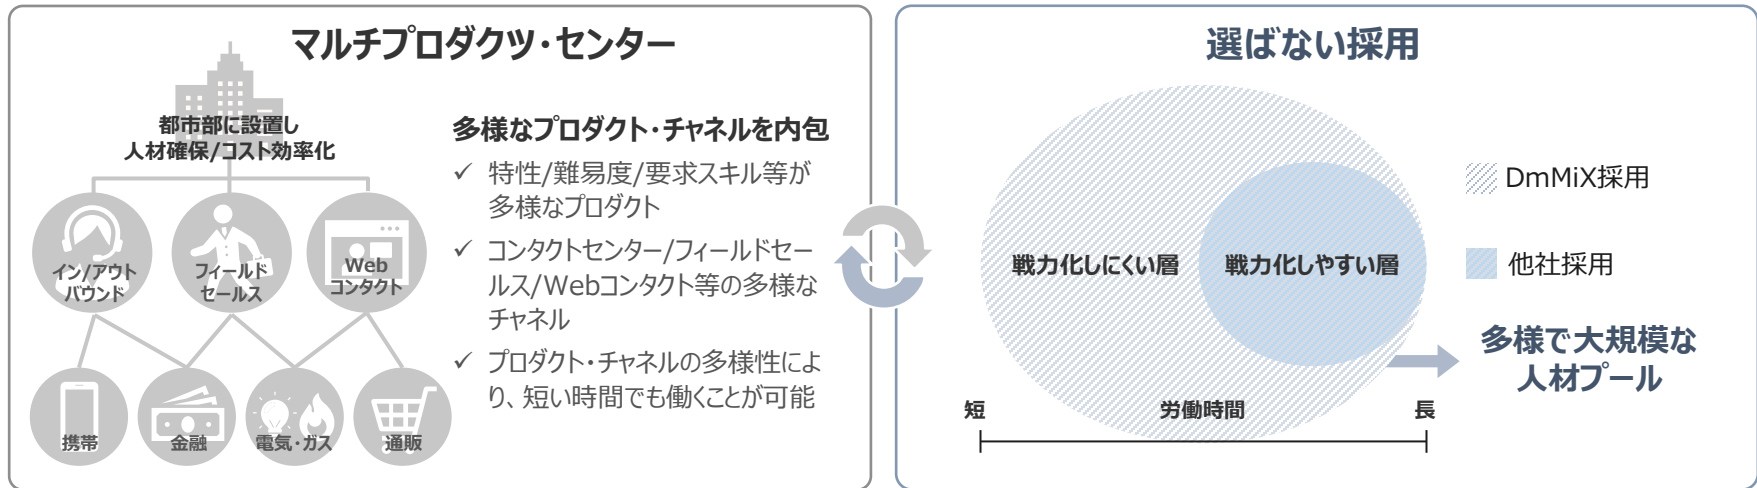 マルチプロダクツ・センター
都市部に設置し
人材確保/コスト効率化
イン/アウト
バウンド
フィールド
セールス
Web
コンタクト
携帯
金融
電気・ガス
通販
多様なプロダクト・チャネルを内包
✓ 特性/難易度/要求スキル等が
多様なプロダクト
✓ コンタクトセンター/フィールドセー
ルス/Webコンタクト等の多様な
チャネル
✓ プロダクト・チャネルの多様性によ
り、短い時間でも働くことが可能
選ばない採用
戦力化しにくい層
戦力化しやすい層
DmMiX採用
他社採用
多様で大規模な
人材プール
短
労働時間
長